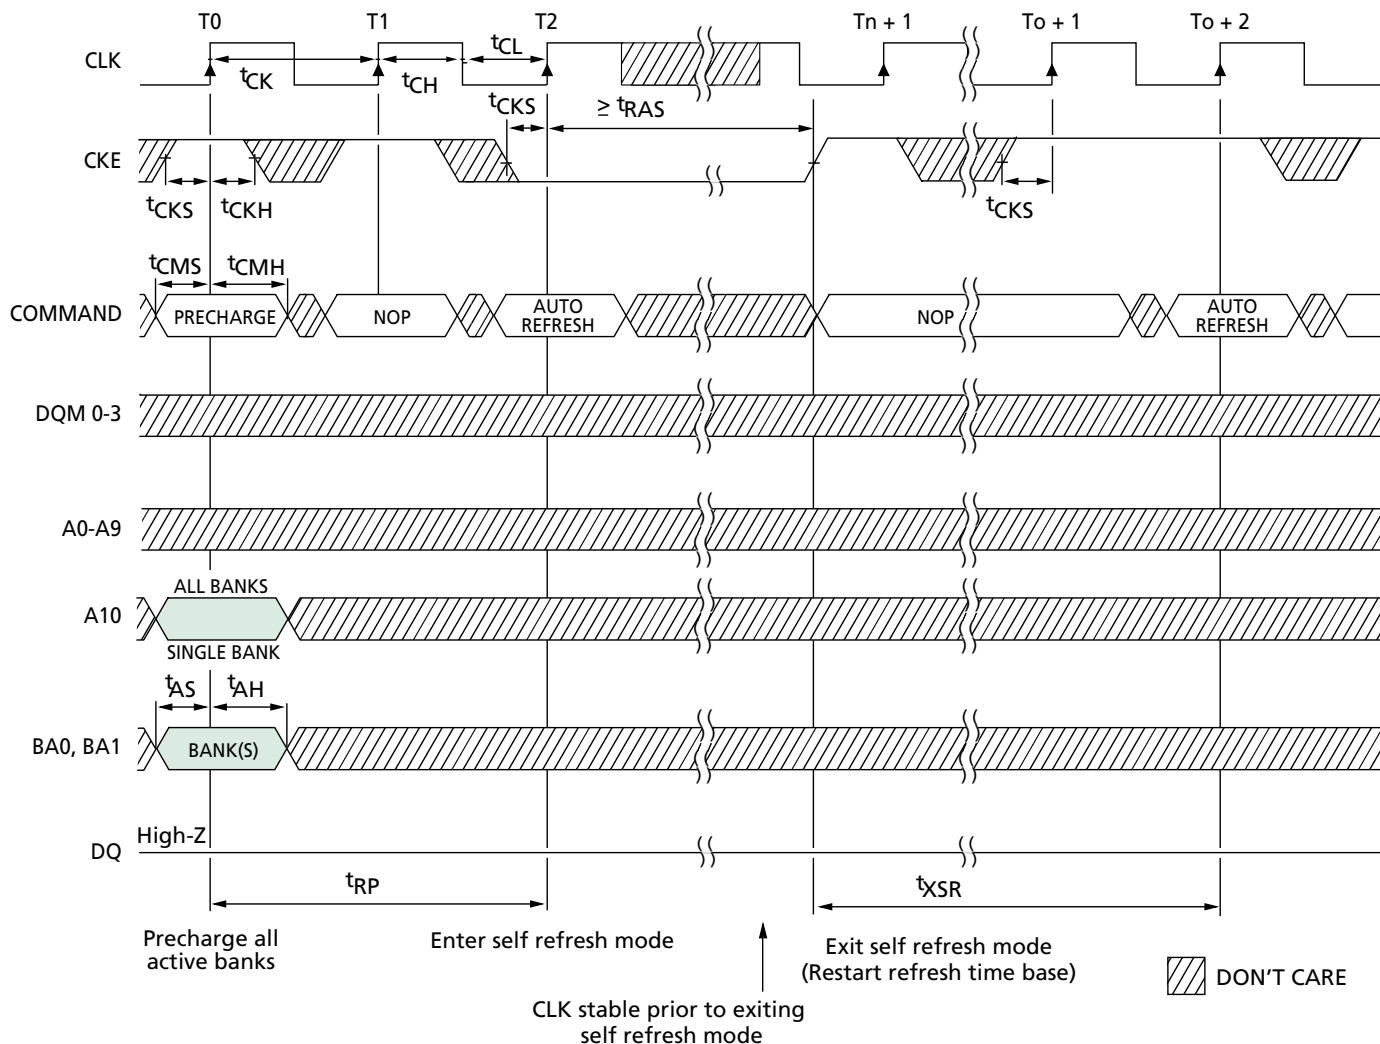 T0 T1 T2 Tn + 1 To + 1 To + 2
CLK
tCK
tCH
tCL
tCKS
≥ tRAS
CKE
tCKS
tCKH
tCKS
tCMS
tCMH
COMMAND
PRECHARGE
NOP
AUTO
REFRESH
NOP
AUTO
REFRESH
DQM 0-3
A0-A9
ALL BANKS
A10
SINGLE BANK
tAS
tAH
BA0, BA1
BANK(S)
High-Z
DQ
tRP
tXSR
Precharge all
active banks
Enter self refresh mode
CLK stable prior to exiting
self refresh mode
Exit self refresh mode
(Restart refresh time base)
DON'T CARE